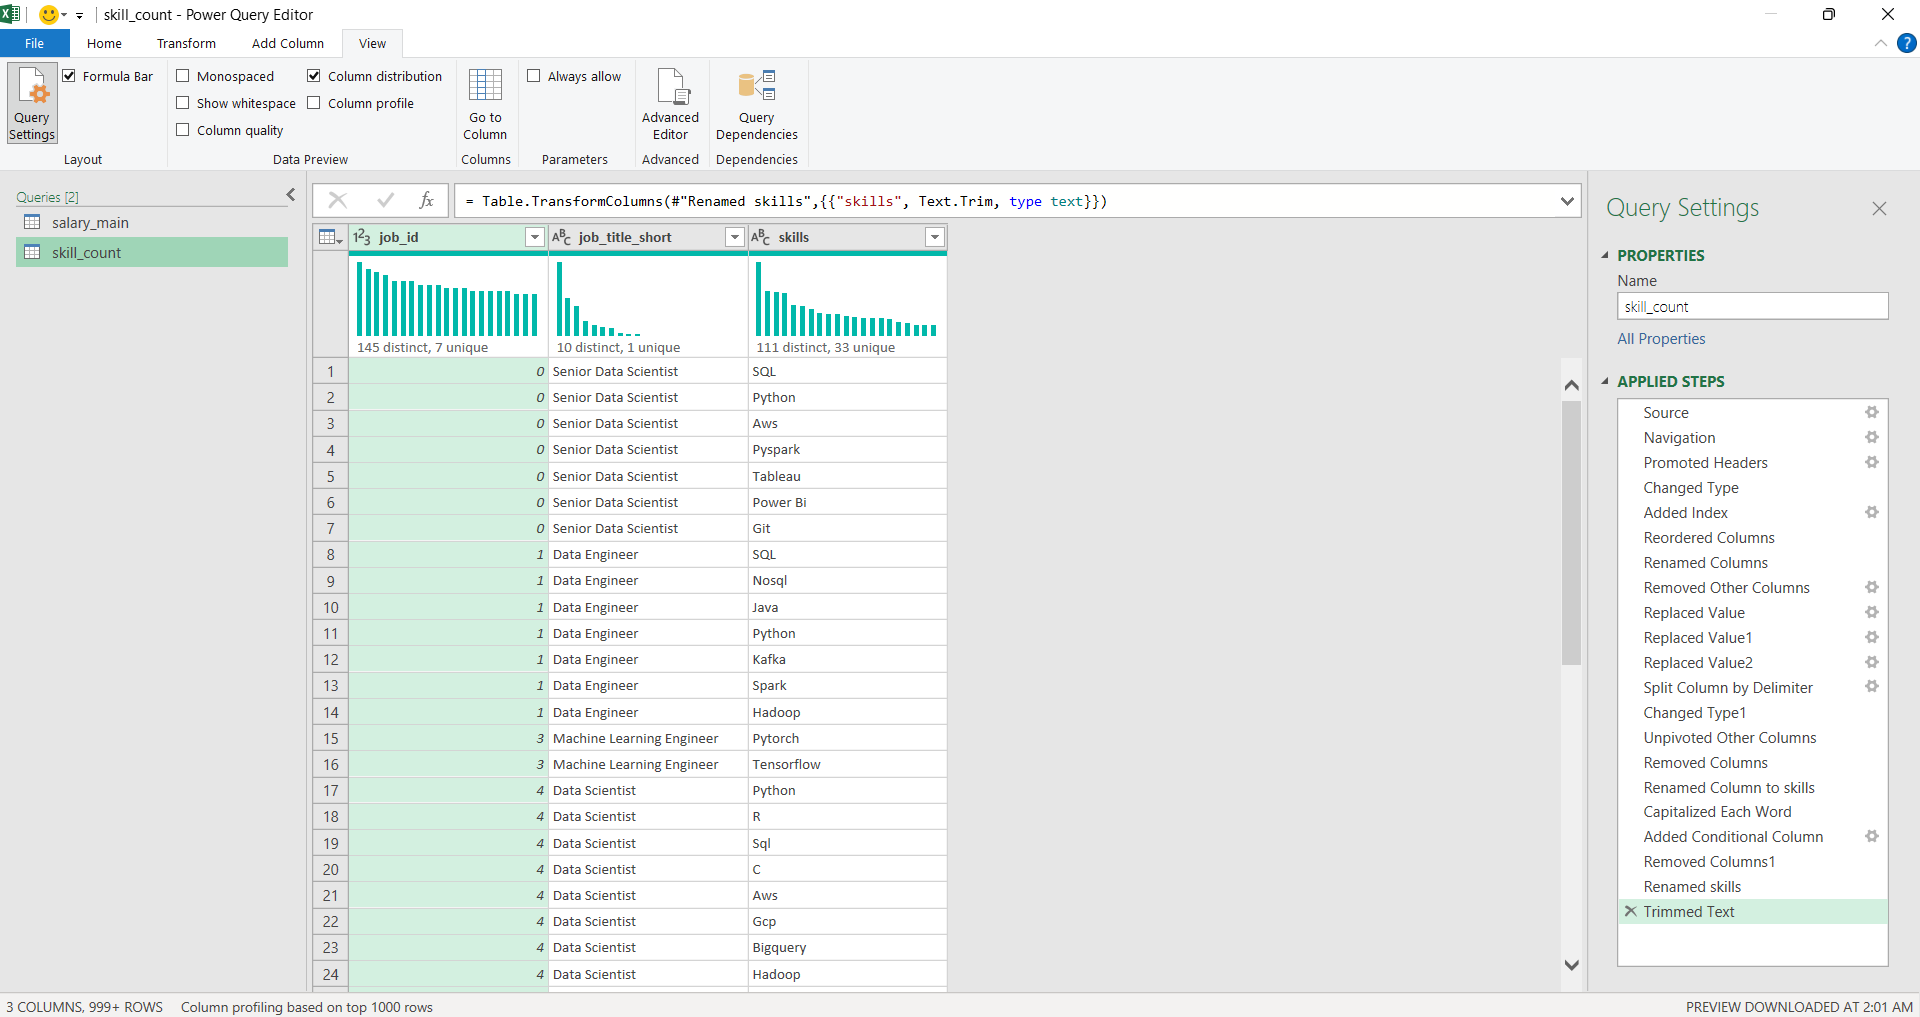 skill_count - Power Query Editor
File Home Transform Add Column View
Query Settings
Formula Bar
Layout
Monospaced
Show whitespace
Column quality
Column distribution
Column profile
Data Preview
Go to Column
Columns
Always allow
Parameters
Advanced Editor
Advanced
Query Dependencies
Dependencies
Queries [2]
salary_main
skill_count
fx = Table.TransformColumns(#"Renamed skills",{{"skills", Text.Trim, type text}})
123 job_id ABC job_title_short ABC skills
145 distinct, 7 unique 10 distinct, 1 unique 111 distinct, 33 unique
1 0 Senior Data Scientist SQL
2 0 Senior Data Scientist Python
3 0 Senior Data Scientist Aws
4 0 Senior Data Scientist Pyspark
5 0 Senior Data Scientist Tableau
6 0 Senior Data Scientist Power Bi
7 0 Senior Data Scientist Git
8 1 Data Engineer SQL
9 1 Data Engineer Nosql
10 1 Data Engineer Java
11 1 Data Engineer Python
12 1 Data Engineer Kafka
13 1 Data Engineer Spark
14 1 Data Engineer Hadoop
15 3 Machine Learning Engineer Pytorch
16 3 Machine Learning Engineer Tensorflow
17 4 Data Scientist Python
18 4 Data Scientist R
19 4 Data Scientist Sql
20 4 Data Scientist C
21 4 Data Scientist Aws
22 4 Data Scientist Gcp
23 4 Data Scientist Bigquery
24 4 Data Scientist Hadoop
Query Settings
PROPERTIES
Name
skill_count
All Properties
APPLIED STEPS
Source
Navigation
Promoted Headers
Changed Type
Added Index
Reordered Columns
Renamed Columns
Removed Other Columns
Replaced Value
Replaced Value1
Replaced Value2
Split Column by Delimiter
Changed Type1
Unpivoted Other Columns
Removed Columns
Renamed Column to skills
Capitalized Each Word
Added Conditional Column
Removed Columns1
Renamed skills
Trimmed Text
3 COLUMNS, 999+ ROWS Column profiling based on top 1000 rows
PREVIEW DOWNLOADED AT 2:01 AM